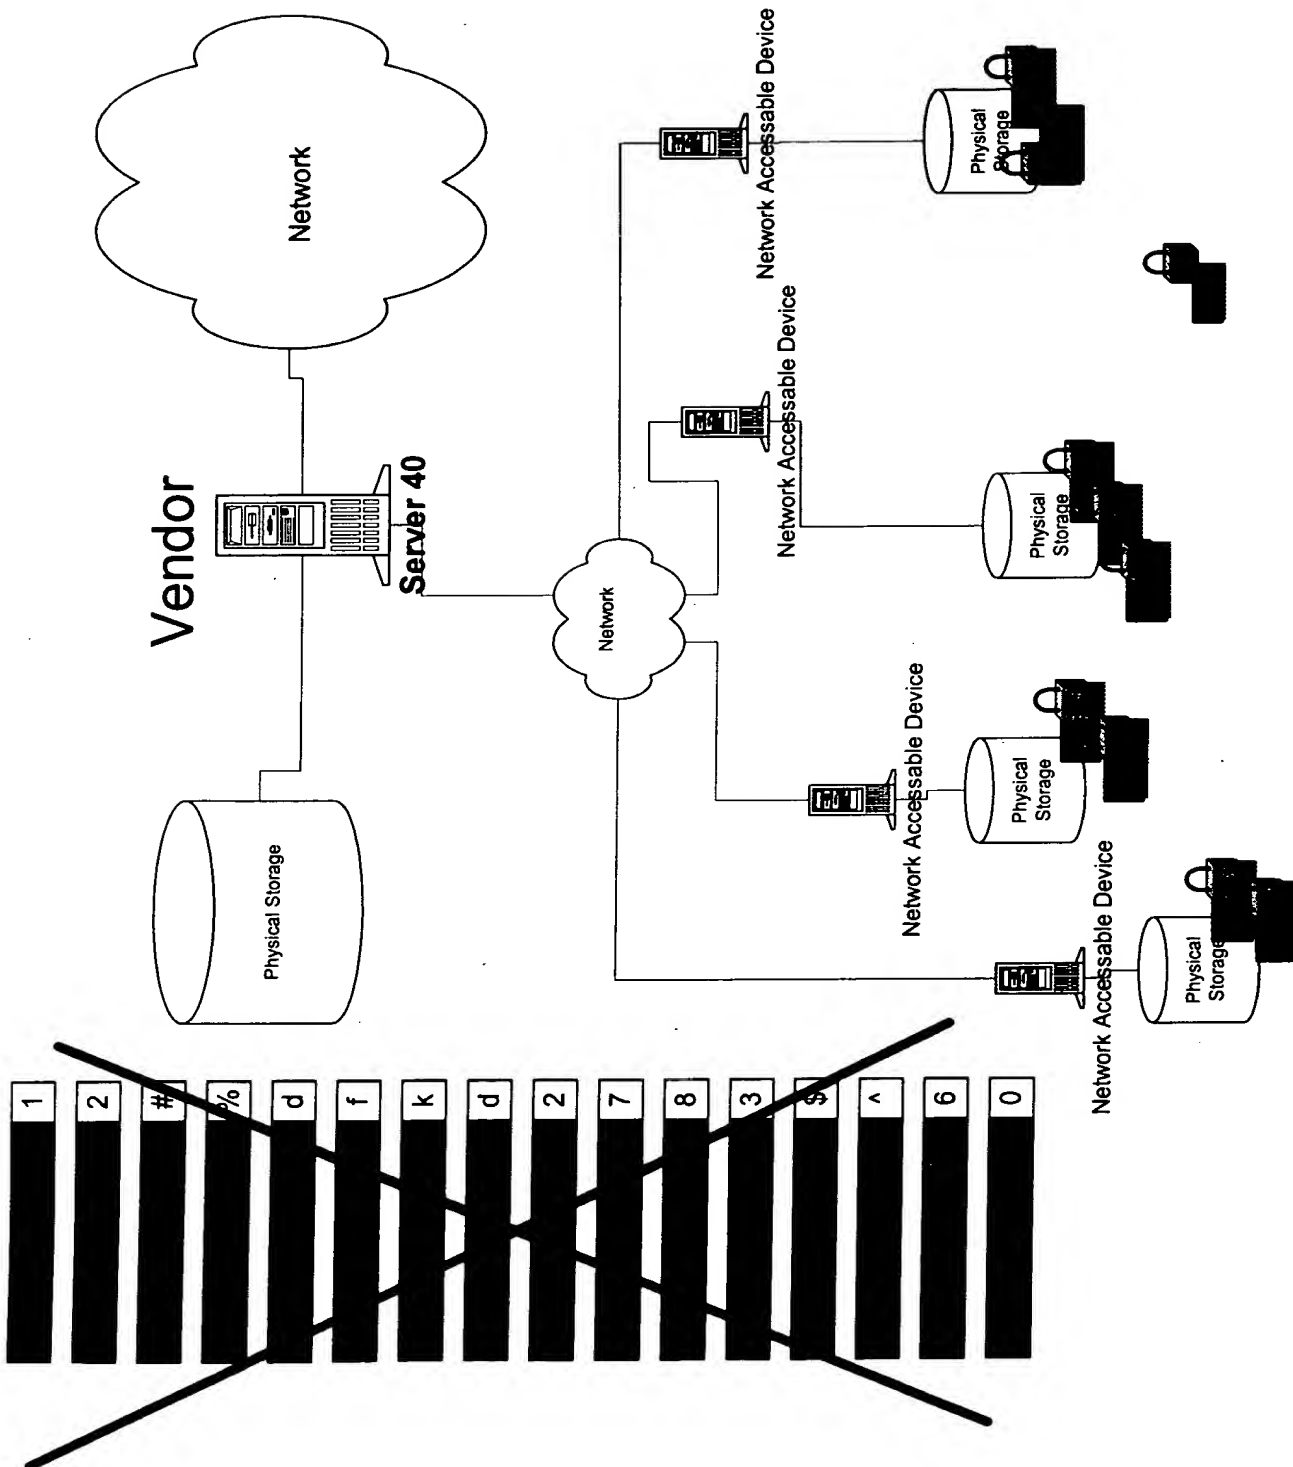 1
2
#
%
d
f
k
d
2
7
8
3
$
^
6
0
Vendor
Server 40
Network
Physical Storage
Network
Network Accessable Device
Network Accessable Device
Network Accessable Device
Network Accessable Device
Physical
Storage
Physical
Storage
Physical
Storage
Physical
Storage